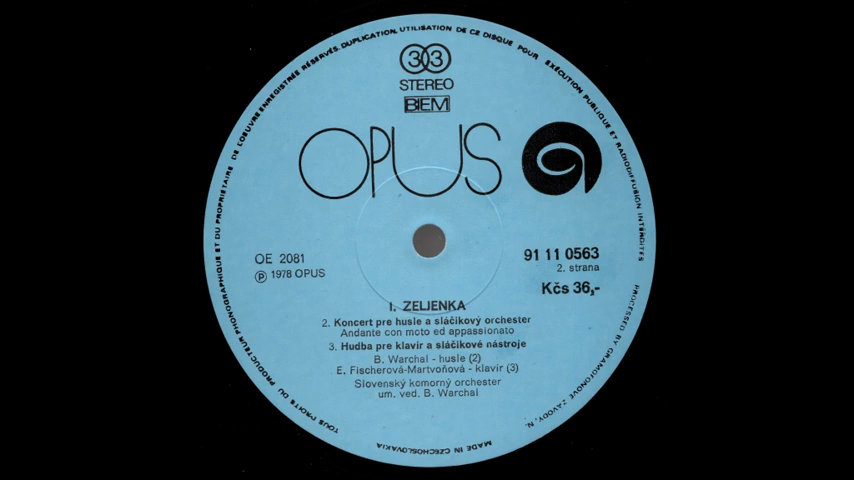 TOUS DROITS DU PRODUCTEUR PHONOGRAPHIQUE ET DU PROPRIETAIRE DE L'OEUVRE ENREGISTRÉE RÉSERVÉS. DUPLICATION, UTILISATION DE CE DISQUE POUR EXÉCUTION PUBLIQUE ET RADIODIFFUSION INTERDITES
33
STEREO
BIEM
OPUS
OE 2081
℗ 1978 OPUS
91 11 0563
2. strana
Kčs 36,-
I. ZELJENKA
2. Koncert pre husle a sláčikový orchester
Andante con moto ed appassionato
3. Hudba pre klavír a sláčikové nástroje
B. Warchal - husle (2)
E. Fischerová-Martvoňová - klavír (3)
Slovenský komorný orchester
um. ved. B. Warchal
PROCESSED BY GRAMOFONOVÉ ZÁVODY, N.
MADE IN CZECHOSLOVAKIA